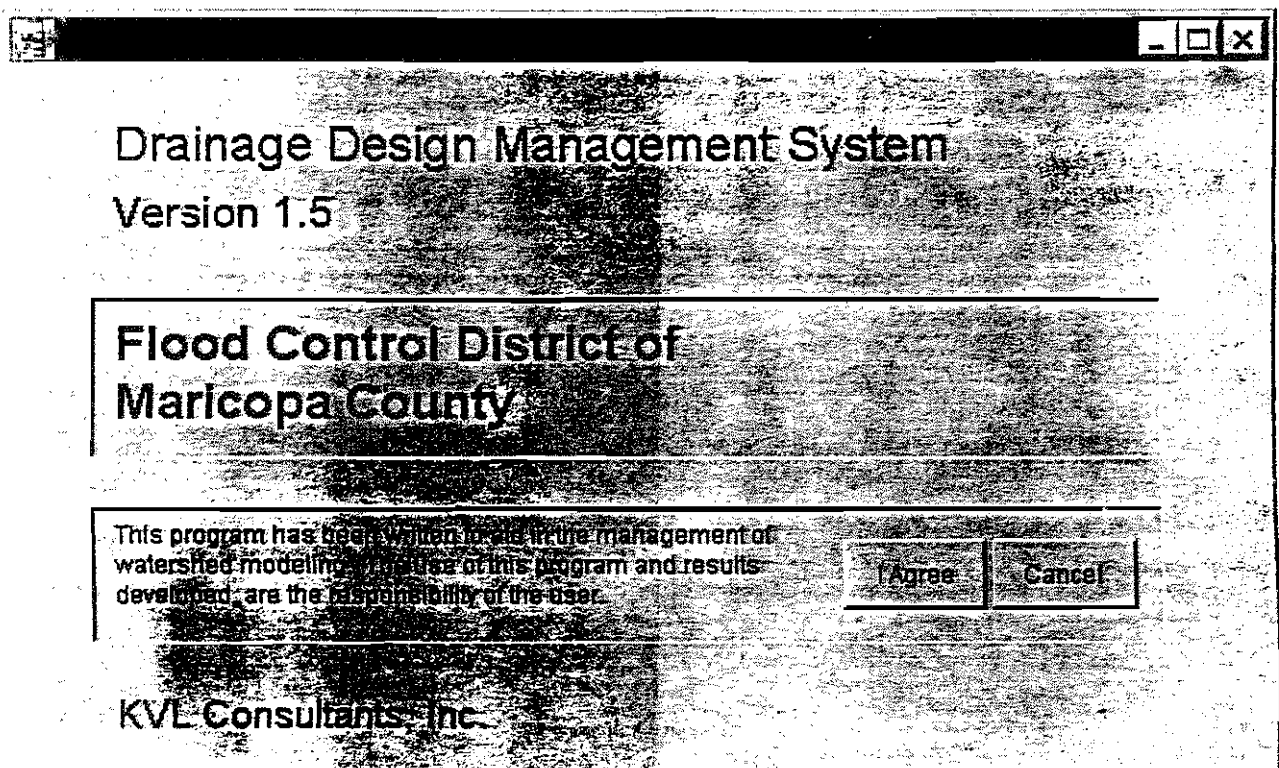 Drainage Design Management System
Version 1.5
Flood Control District of
Maricopa County
This program has been written to aid in the management of
watershed modeling. The use of this program and results
developed, are the responsibility of the user.
I Agree
Cancel
KVL Consultants, Inc.